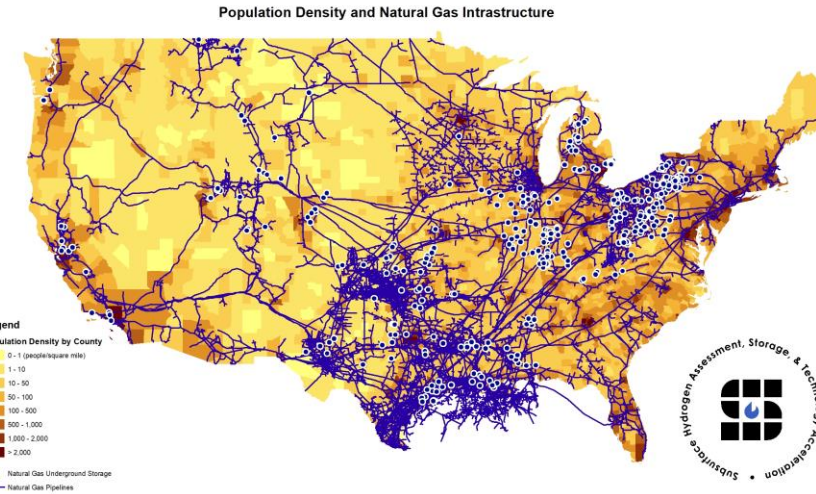 Population Density and Natural Gas Intrastructure
gend
ulation Density by County
0 - 1 (people/square mile)
1 - 10
10 - 50
50 - 100
100 - 500
500 - 1,000
1,000 - 2,000
> 2,000
Natural Gas Underground Storage
Natural Gas Pipelines
Subsurface Hydrogen Assessment, Storage, & Acceleration